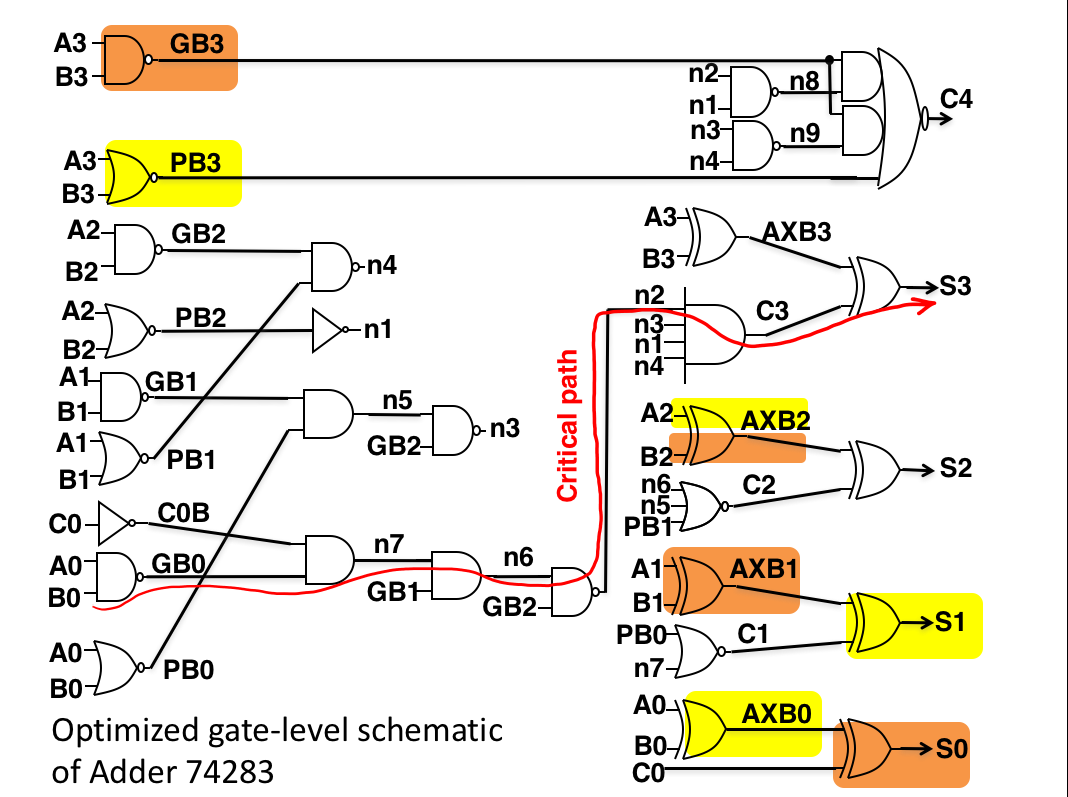 A3
GB3
B3
A3
PB3
B3
A2
GB2
B2
n4
A2
PB2
B2
n1
A1
GB1
B1
n5
GB2
n3
A1
B1
PB1
C0
C0B
A0
GB0
B0
n7
GB1
n6
GB2
A0
B0
PB0
Critical path
n2
n8
n1
n3
n9
n4
C4
A3
AXB3
B3
n2
n3
n1
n4
C3
S3
A2
AXB2
B2
n6
n5
PB1
C2
S2
A1
AXB1
B1
PB0
C1
n7
S1
A0
AXB0
B0
C0
S0
Optimized gate-level schematic
of Adder 74283